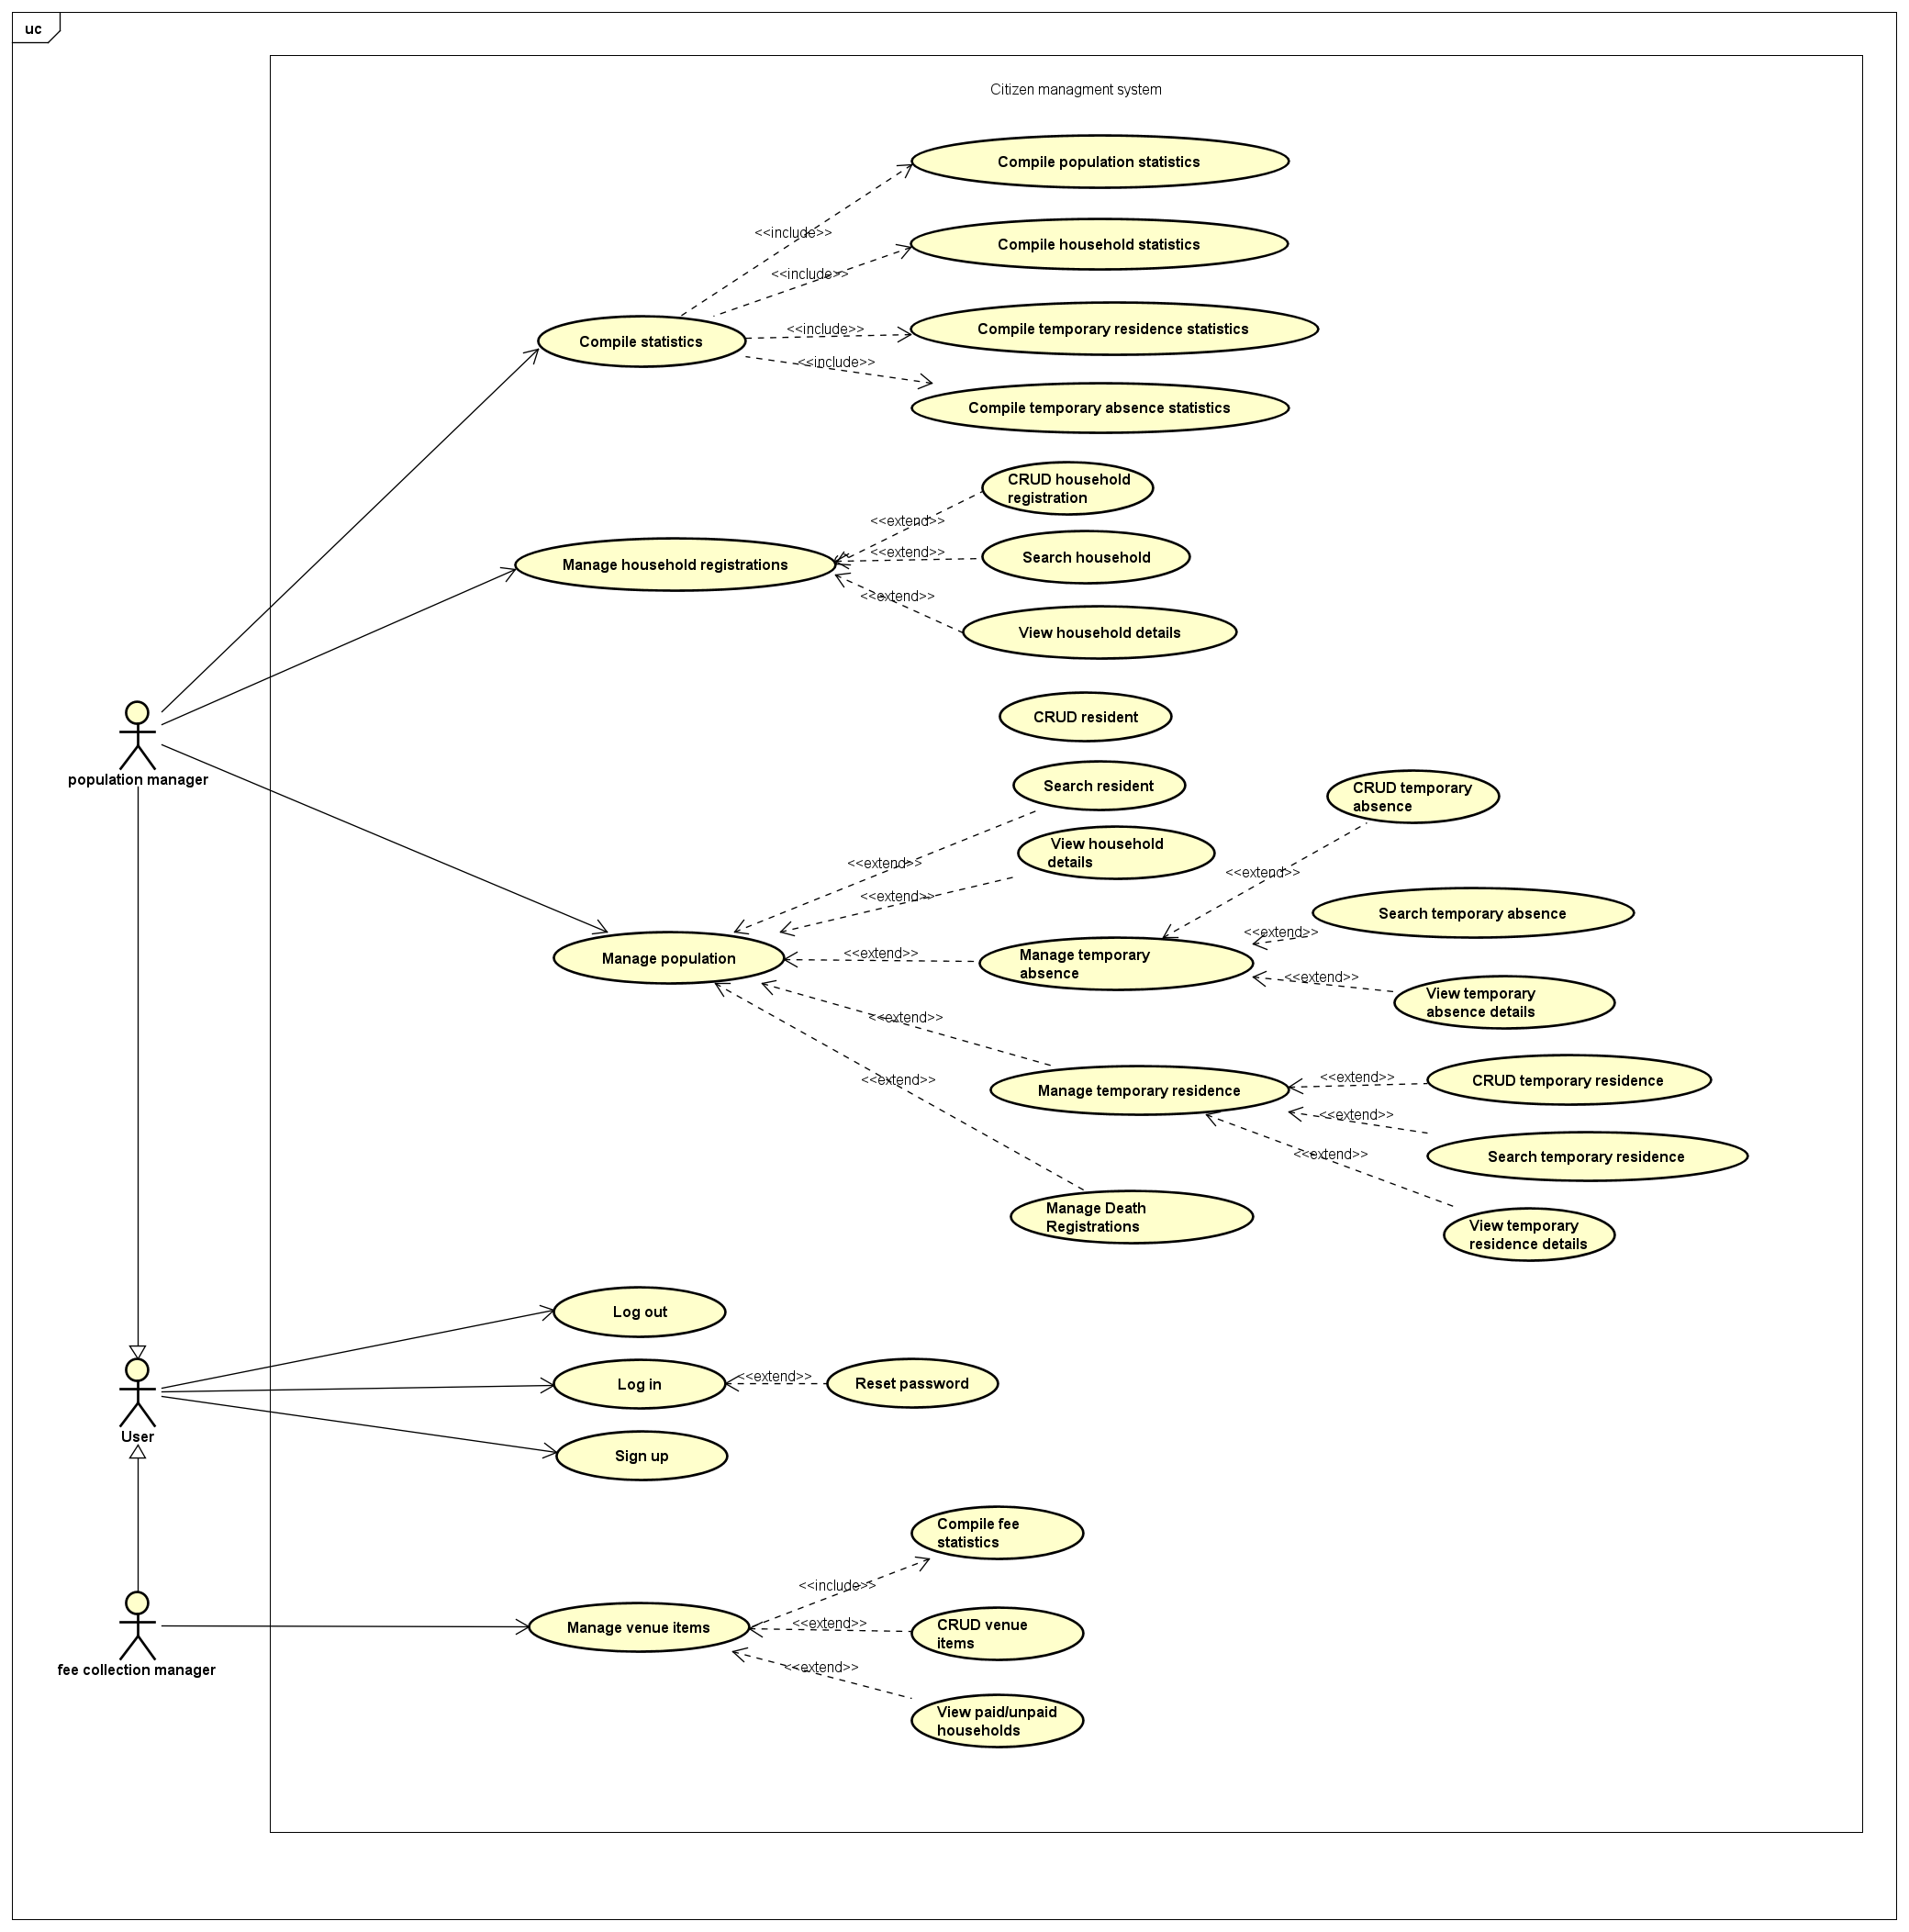 uc
Citizen managment system
Compile population statistics
<<include>>
Compile household statistics
<<include>>
Compile temporary residence statistics
<<include>>
Compile statistics
<<include>>
Compile temporary absence statistics
CRUD household
registration
<<extend>>
<<extend>>
Search household
Manage household registrations
<<extend>>
View household details
CRUD resident
population manager
Search resident
CRUD temporary
absence
View household
details
<<extend>>
<<extend>>
<<extend>>
Search temporary absence
<<extend>>
Manage population
<<extend>>
Manage temporary
absence
<<extend>>
View temporary
absence details
<<extend>>
<<extend>>
<<extend>>
CRUD temporary residence
Manage temporary residence
<<extend>>
<<extend>>
Search temporary residence
Manage Death
Registrations
View temporary
residence details
Log out
Log in
<<extend>>
Reset password
User
Sign up
Compile fee
statistics
<<include>>
Manage venue items
<<extend>>
CRUD venue
items
fee collection manager
<<extend>>
View paid/unpaid
households